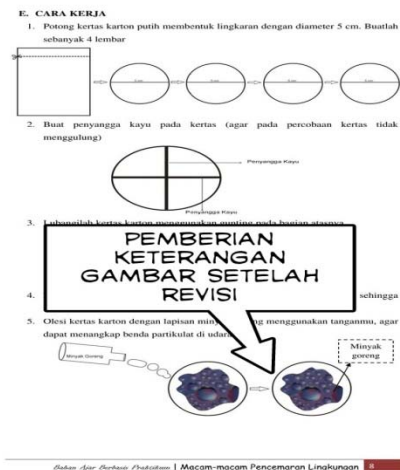 E. CARA KERJA
1. Potong kertas karton putih membentuk lingkaran dengan diameter 5 cm. Buatlah
sebanyak 4 lembar
2. Buat penyangga kayu pada kertas (agar pada percobaan kertas tidak
menggulung)
Penyangga Kayu
Penyangga Kayu
3. Lubangilah kertas karton menggunakan gunting pada bagian atasnya
PEMBERIAN
KETERANGAN
GAMBAR SETELAH
REVISI
4. sehingga
5. Olesi kertas karton dengan lapisan ng menggunakan tanganmu, agar
dapat menangkap benda partikulat di udara
Minyak Goreng
Minyak
goreng
Bahan Ajar Berbasis Praktikum | Macam-macam Pencemaran Lingkungan 8